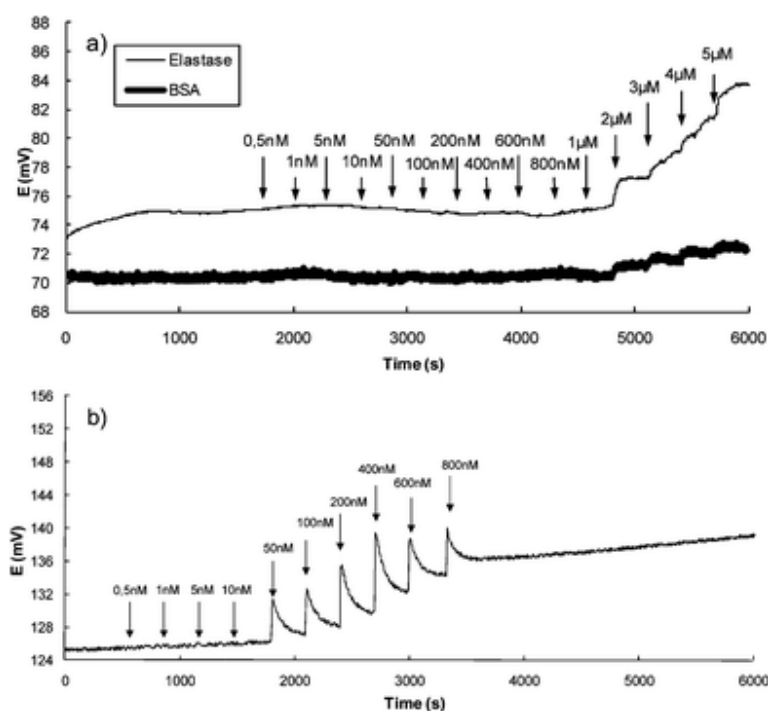 a)
Elastase
BSA
88
86
84
82
80
78
76
74
72
70
68
E (mV)
0,5nM
1nM
5nM
10nM
50nM
100nM
200nM
400nM
600nM
800nM
1µM
2µM
3µM
4µM
5µM
0 1000 2000 3000 4000 5000 6000
Time (s)
b)
156
152
148
144
140
136
132
128
124
E (mV)
0,5nM
1nM
5nM
10nM
50nM
100nM
200nM
400nM
600nM
800nM
0 1000 2000 3000 4000 5000 6000
Time (s)